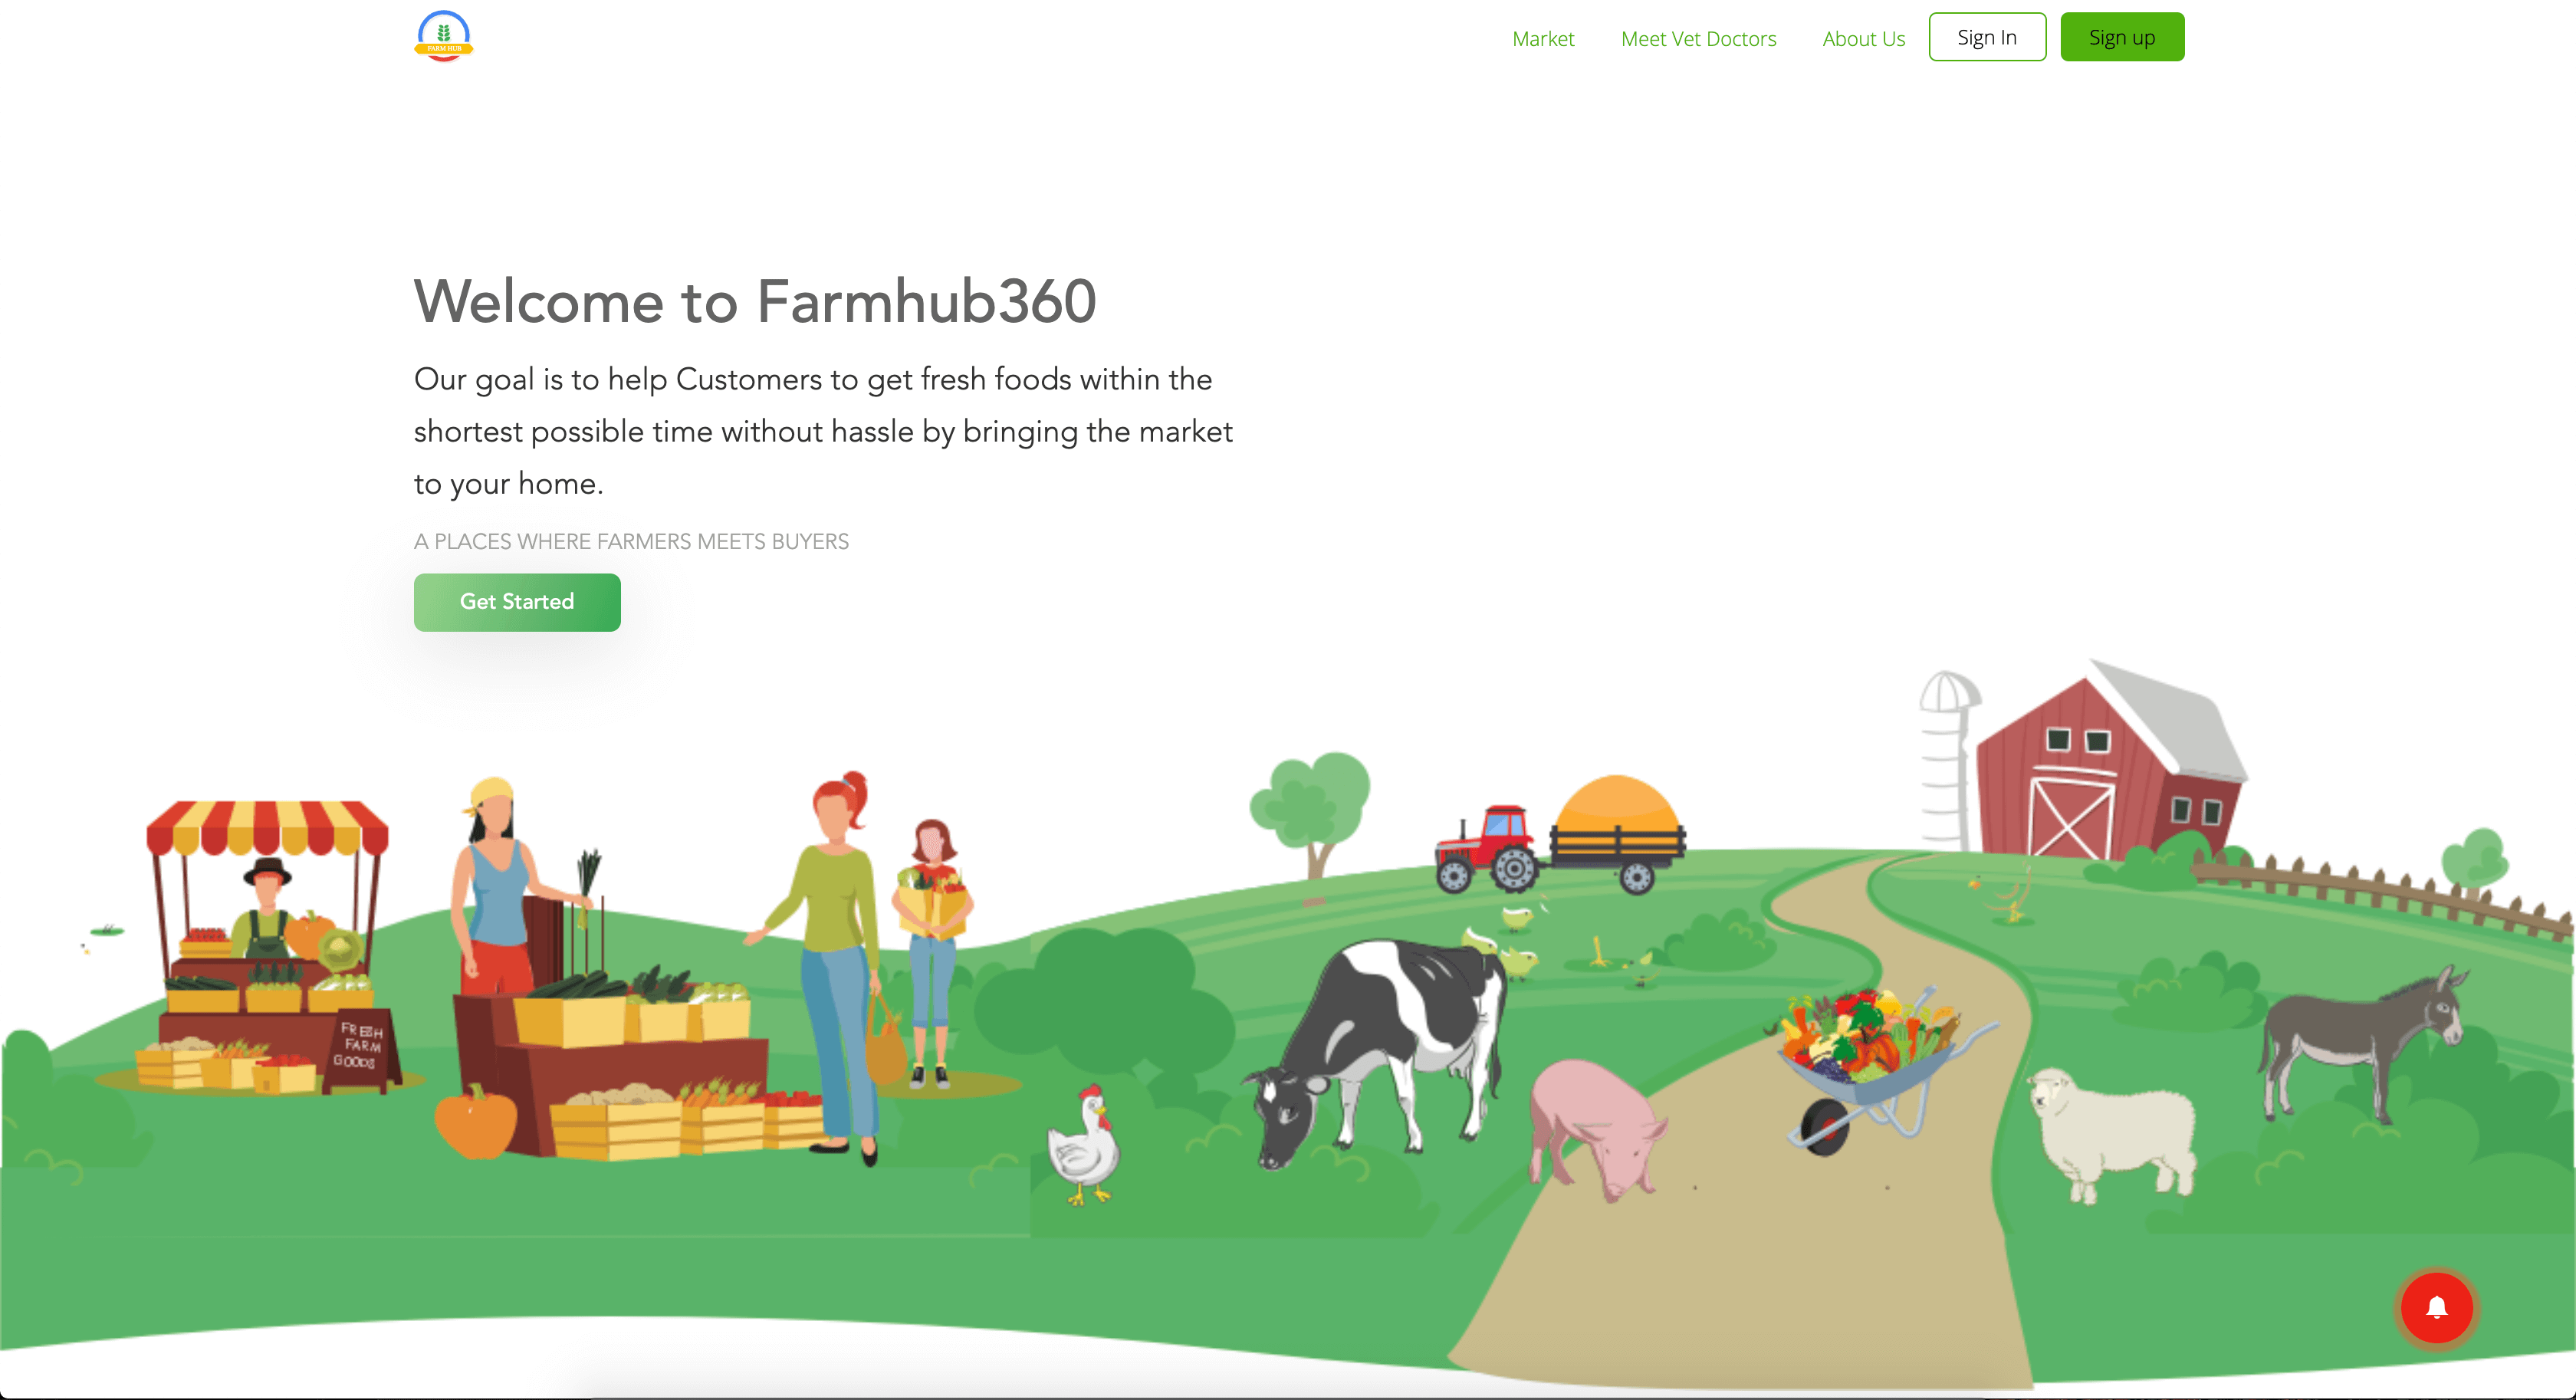 FARM HUB
Market
Meet Vet Doctors
About Us
Sign In
Sign up
Welcome to Farmhub360
Our goal is to help Customers to get fresh foods within the
shortest possible time without hassle by bringing the market
to your home.
A PLACES WHERE FARMERS MEETS BUYERS
Get Started
FRESH
FARM
GOODS